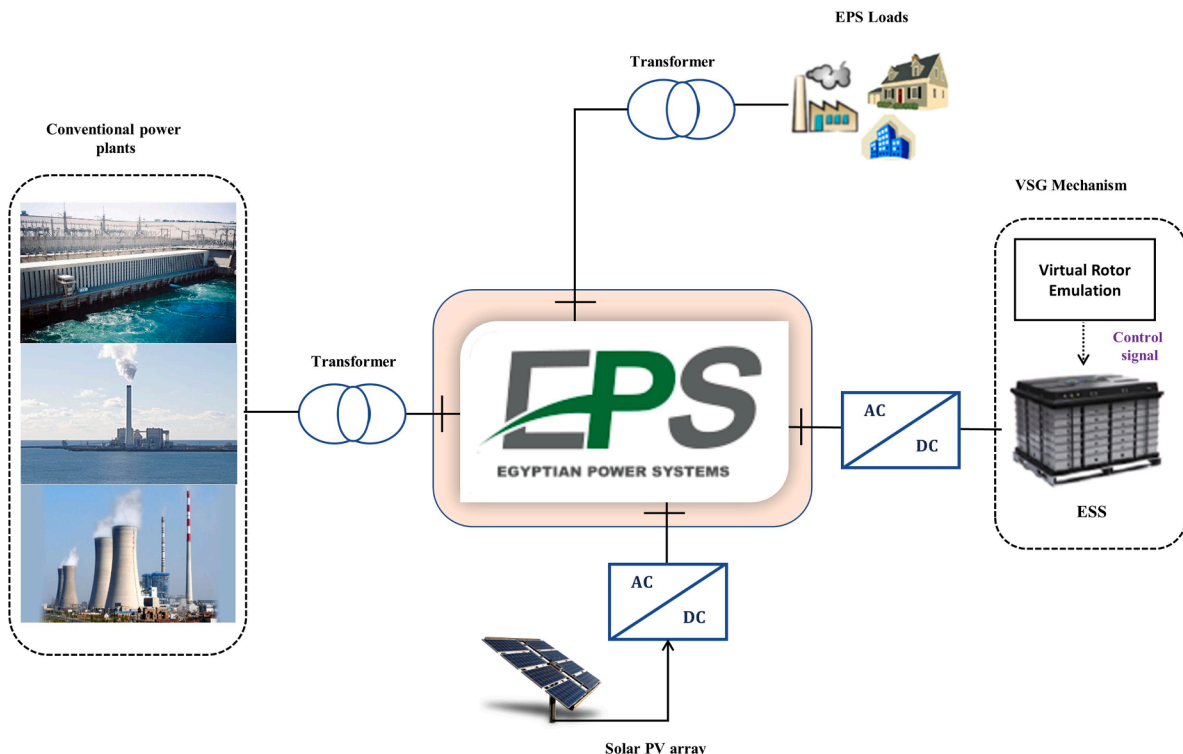 EPS Loads
Transformer
Conventional power
plants
VSG Mechanism
Virtual Rotor
Emulation
Control
signal
Transformer
EPS
EGYPTIAN POWER SYSTEMS
AC
DC
ESS
AC
DC
Solar PV array